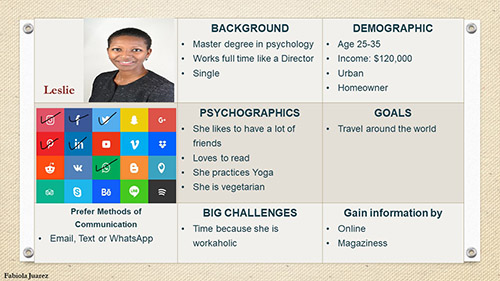 Leslie
BACKGROUND
• Master degree in psychology
• Works full time like a Director
• Single
DEMOGRAPHIC
• Age 25-35
• Income: $120,000
• Urban
• Homeowner
PSYCHOGRAPHICS
• She likes to have a lot of
friends
• Loves to read
• She practices Yoga
• She is vegetarian
GOALS
• Travel around the world
Prefer Methods of
Communication
• Email, Text or WhatsApp
BIG CHALLENGES
• Time because she is
workaholic
Gain information by
• Online
• Magaziness
Fabiola Juarez